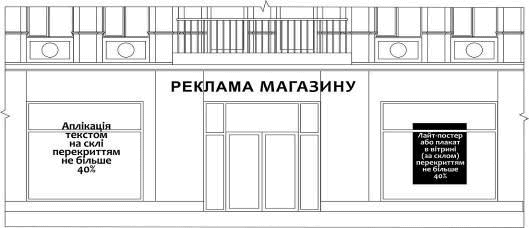 РЕКЛАМА МАГАЗИНУ
Аплікація
текстом
на склі
перекриттям
не більше
40%
Лайт-постер
або плакат
в вітрині
(за склом)
перекриттям
не більше
40%